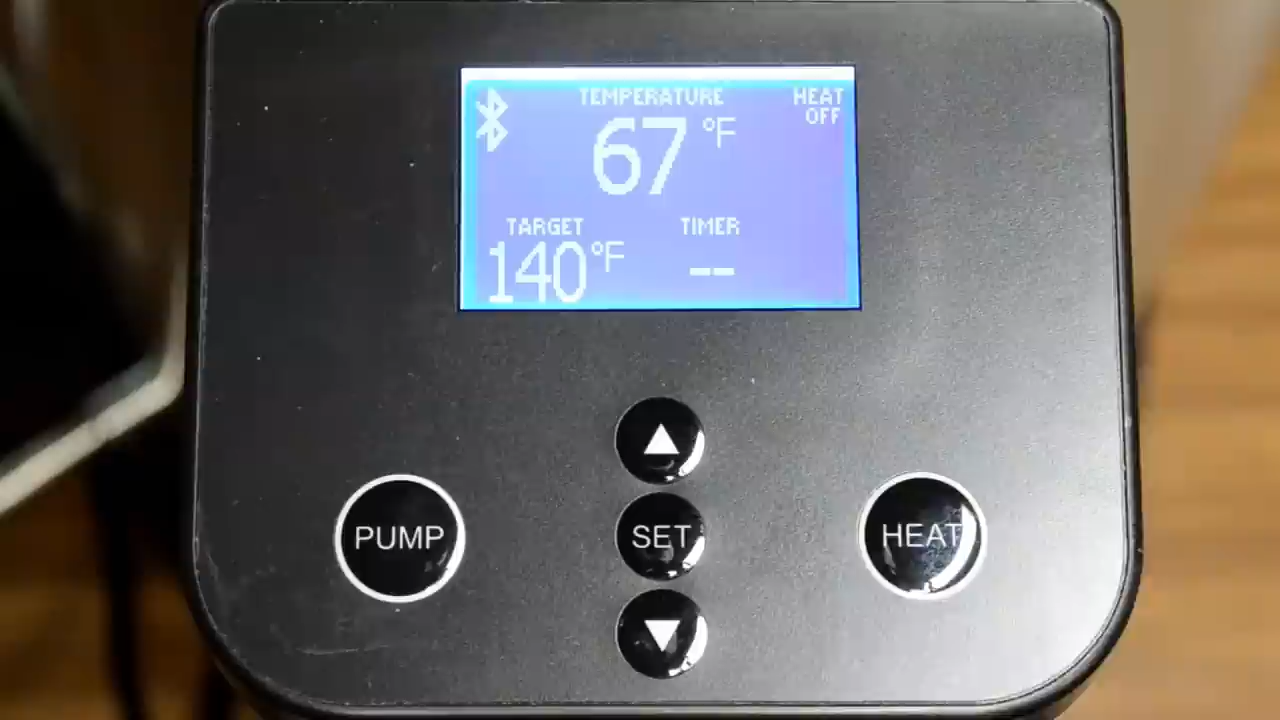 TEMPERATURE
HEAT
OFF
67 °F
TARGET
TIMER
140 °F
--
PUMP
SET
HEAT